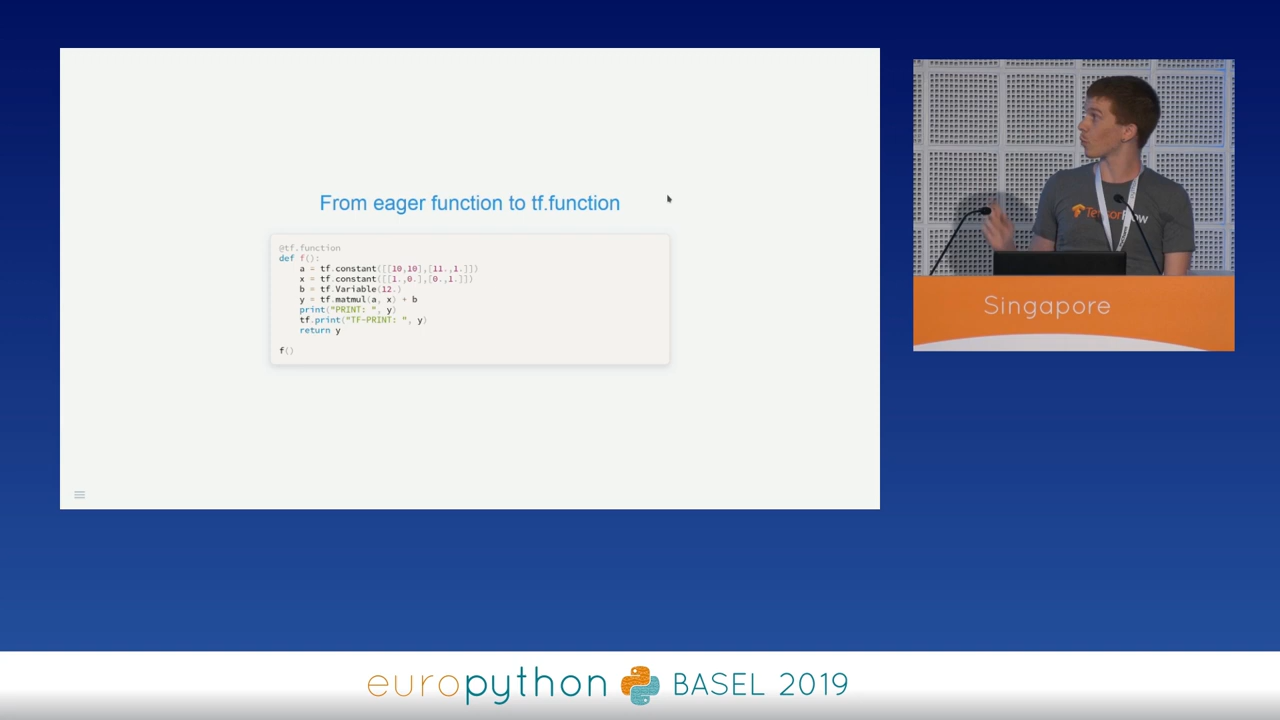 From eager function to tf.function
@tf.function
def f():
    a = tf.constant([[10,10],[11.,1.]])
    x = tf.constant([[1.,0.],[0.,1.]])
    b = tf.Variable(12.)
    y = tf.matmul(a, x) + b
    print("PRINT: ", y)
    tf.print("TF-PRINT: ", y)
    return y
f()
TensorFlow
Singapore
europython BASEL 2019